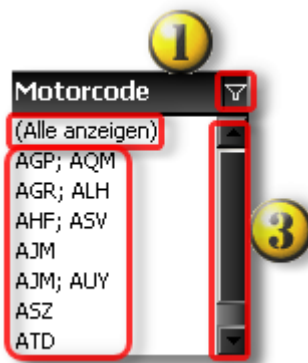 1
Motorcode
(Alle anzeigen)
AGP; AQM
AGR; ALH
AHF; ASV
AJM
AJM; AUY
ASZ
ATD
3